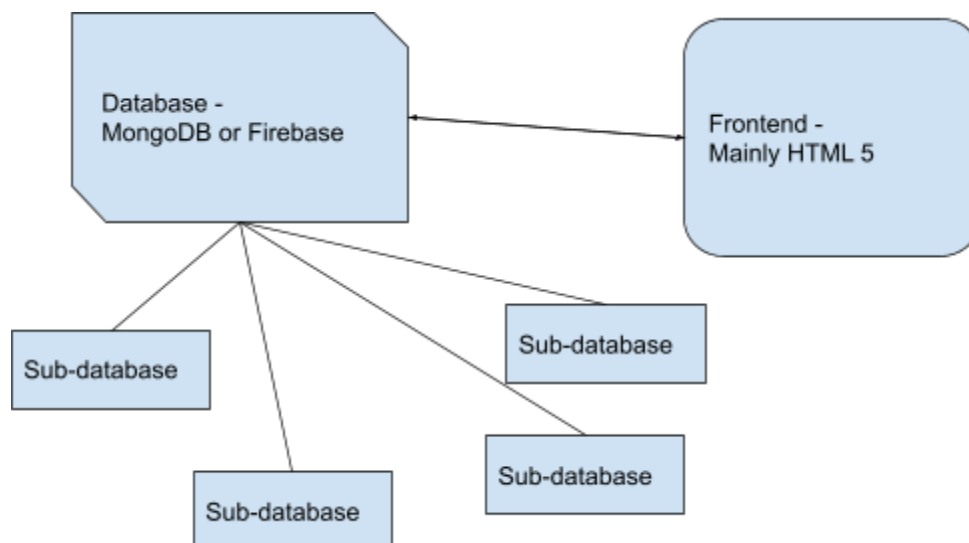 Database -
MongoDB or Firebase
Frontend -
Mainly HTML 5
Sub-database
Sub-database
Sub-database
Sub-database